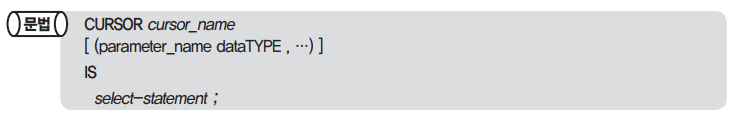 문법 CURSOR cursor_name
[ (parameter_name dataTYPE , …) ]
IS
select-statement ;